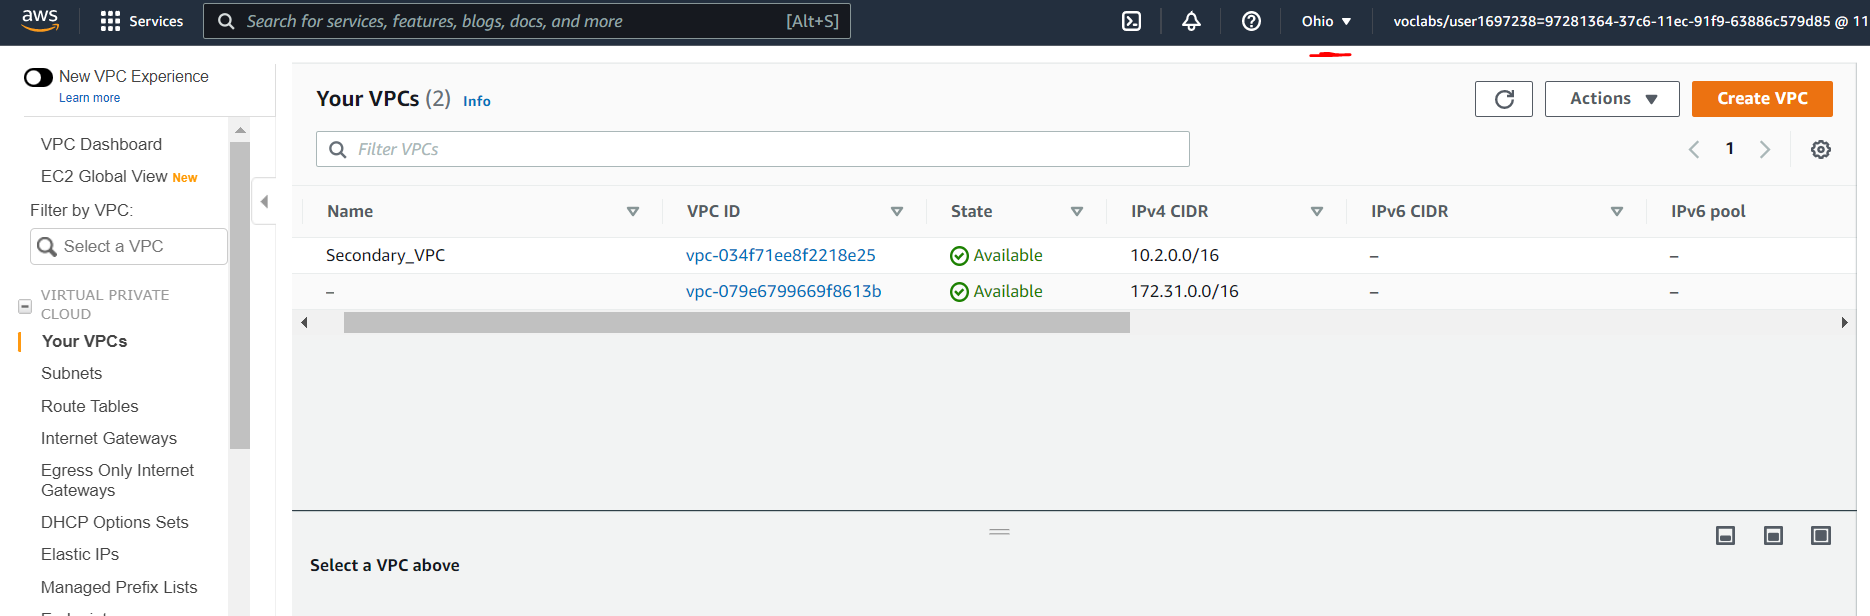 aws
Services
Search for services, features, blogs, docs, and more
[Alt+S]
Ohio
voclabs/user1697238=97281364-37c6-11ec-91f9-63886c579d85 @ 11
New VPC Experience
Learn more
VPC Dashboard
EC2 Global View New
Filter by VPC:
Select a VPC
VIRTUAL PRIVATE
CLOUD
Your VPCs
Subnets
Route Tables
Internet Gateways
Egress Only Internet
Gateways
DHCP Options Sets
Elastic IPs
Managed Prefix Lists
Your VPCs (2) Info
Actions
Create VPC
Filter VPCs
1
Name VPC ID State IPv4 CIDR IPv6 CIDR IPv6 pool
Secondary_VPC vpc-034f71ee8f2218e25 Available 10.2.0.0/16 – –
– vpc-079e6799669f8613b Available 172.31.0.0/16 – –
Select a VPC above